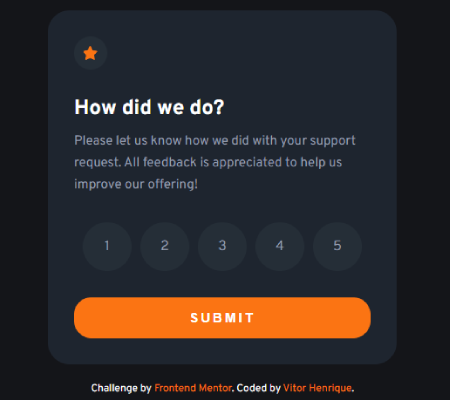 How did we do?
Please let us know how we did with your support
request. All feedback is appreciated to help us
improve our offering!
1 2 3 4 5
SUBMIT
Challenge by Frontend Mentor. Coded by Vitor Henrique.